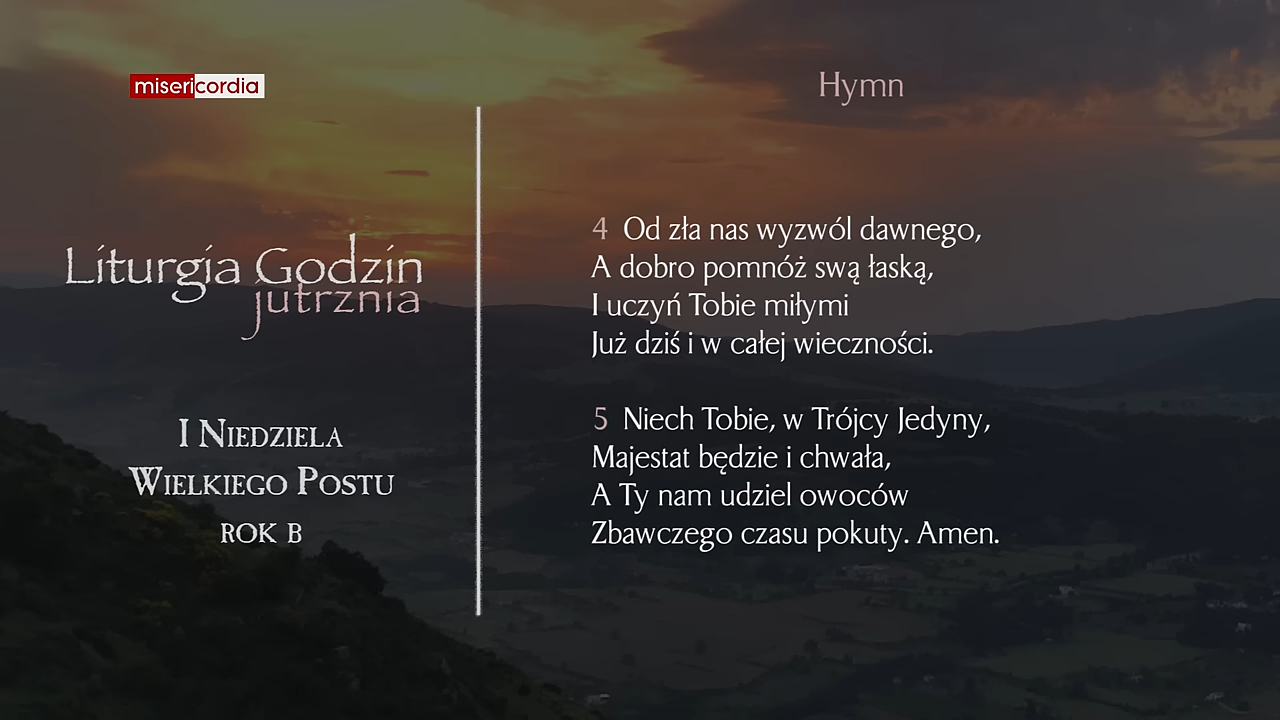 misericordia
Liturgia Godzin
jutrznia
I Niedziela
Wielkiego Postu
rok B
Hymn
4 Od zła nas wyzwól dawnego,
A dobro pomnóż swą łaską,
I uczyń Tobie miłymi
Już dziś i w całej wieczności.
5 Niech Tobie, w Trójcy Jedyny,
Majestat będzie i chwała,
A Ty nam udziel owoców
Zbawczego czasu pokuty. Amen.